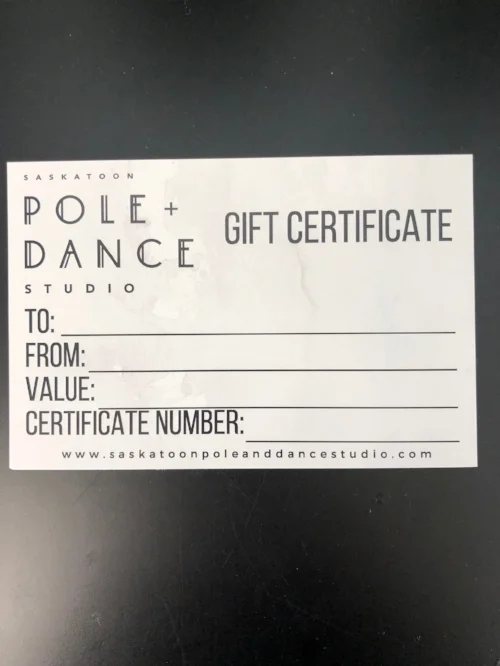 SASKATOON
POLE +
DANCE
STUDIO
GIFT CERTIFICATE
TO:
FROM:
VALUE:
CERTIFICATE NUMBER:
www.saskatoonpoleanddancestudio.com